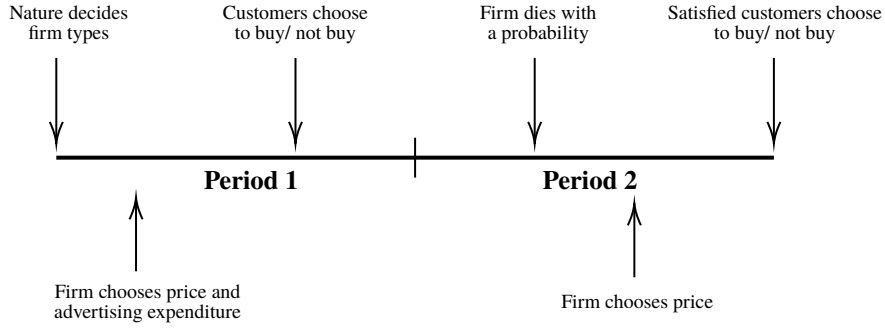 Nature decides
firm types
Customers choose
to buy/ not buy
Firm dies with
a probability
Satisfied customers choose
to buy/ not buy
Period 1
Period 2
Firm chooses price and
advertising expenditure
Firm chooses price